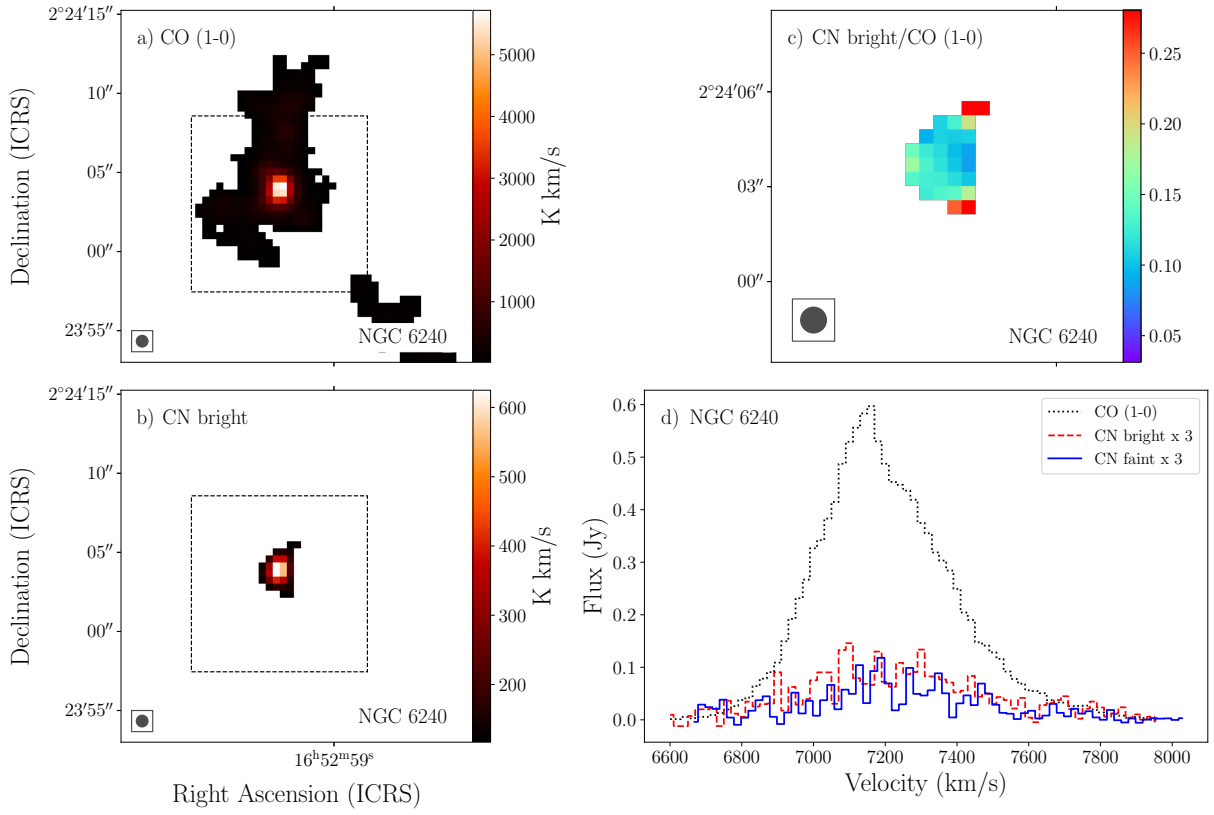 a) CO (1-0)
2°24′15″
10″
05″
00″
23′55″
Declination (ICRS)
NGC 6240
5000
4000
3000
2000
1000
K km/s
c) CN bright/CO (1-0)
2°24′06″
03″
00″
NGC 6240
0.25
0.20
0.15
0.10
0.05
b) CN bright
2°24′15″
10″
05″
00″
23′55″
Declination (ICRS)
NGC 6240
16ʰ52ᵐ59ˢ
Right Ascension (ICRS)
600
500
400
300
200
K km/s
d) NGC 6240
CO (1-0)
CN bright x 3
CN faint x 3
0.6
0.5
0.4
0.3
0.2
0.1
0.0
Flux (Jy)
6600 6800 7000 7200 7400 7600 7800 8000
Velocity (km/s)